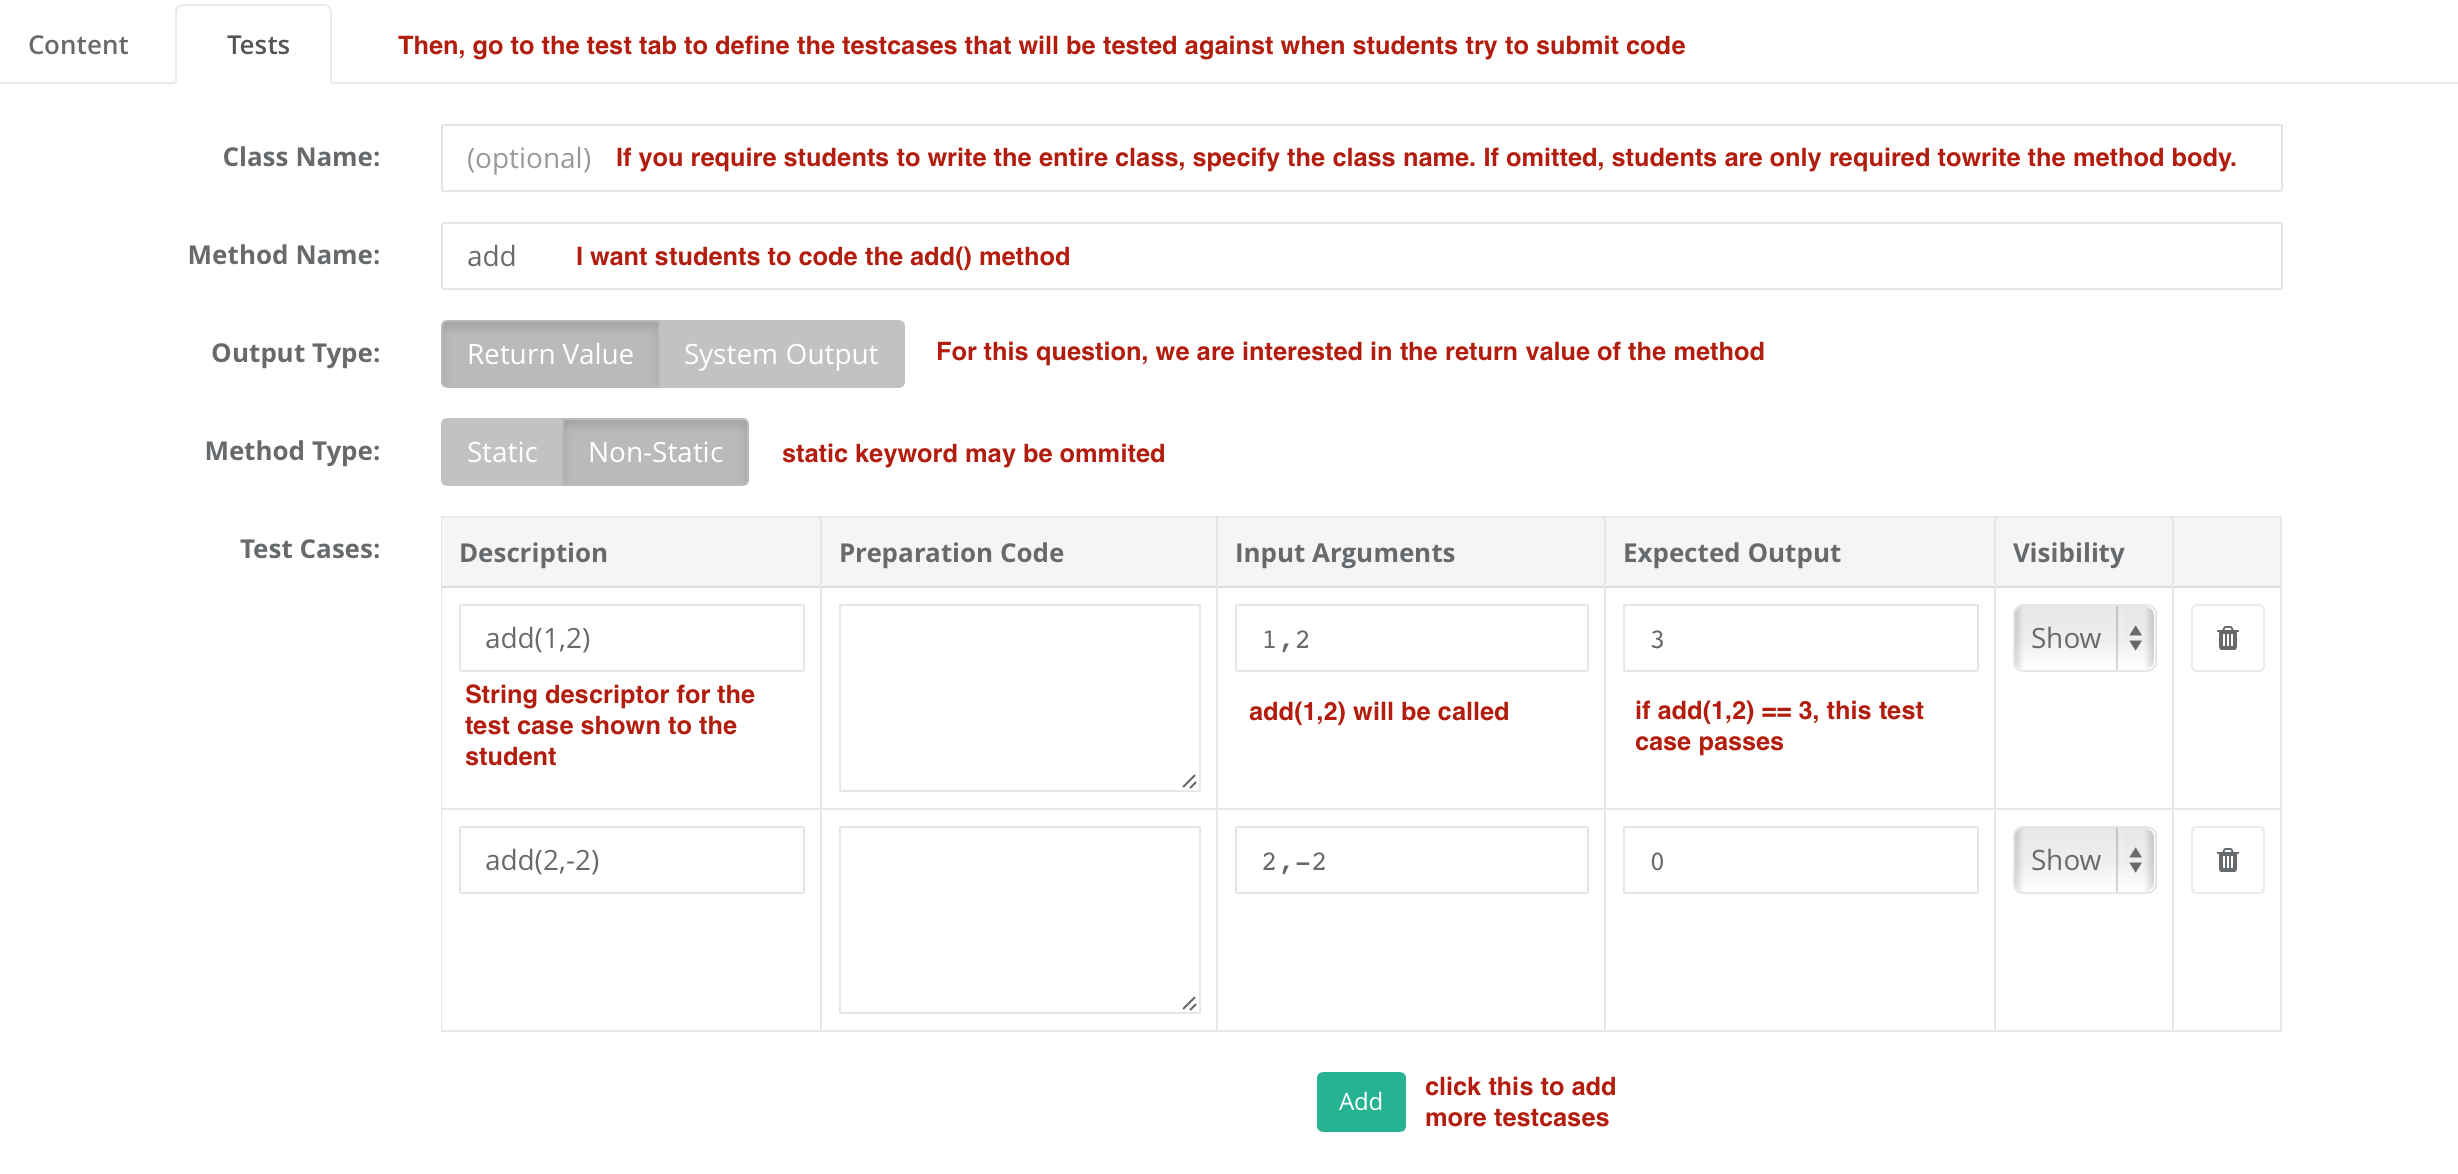 Content
Tests
Then, go to the test tab to define the testcases that will be tested against when students try to submit code
Class Name:
(optional)
If you require students to write the entire class, specify the class name. If omitted, students are only required towrite the method body.
Method Name:
add
I want students to code the add() method
Output Type:
Return Value
System Output
For this question, we are interested in the return value of the method
Method Type:
Static
Non-Static
static keyword may be ommited
Test Cases:
Description
Preparation Code
Input Arguments
Expected Output
Visibility
add(1,2)
1,2
3
Show
String descriptor for the
test case shown to the
student
add(1,2) will be called
if add(1,2) == 3, this test
case passes
add(2,-2)
2,-2
0
Show
Add
click this to add
more testcases